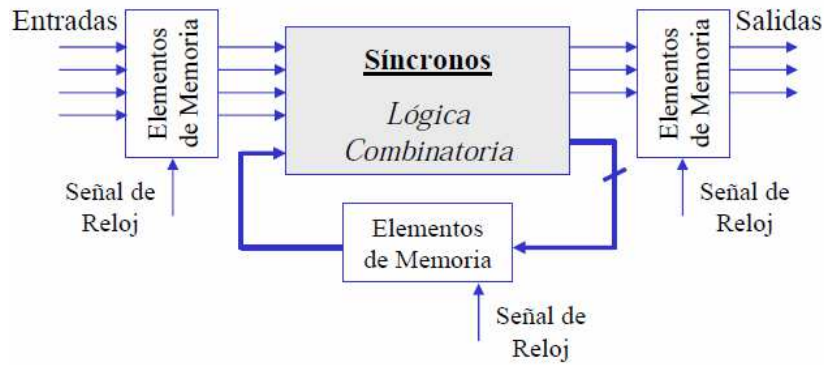 Entradas
Elementos
de Memoria
Señal de
Reloj
Síncronos
Lógica
Combinatoria
Elementos
de Memoria
Señal de
Reloj
Salidas
Elementos
de Memoria
Señal de
Reloj